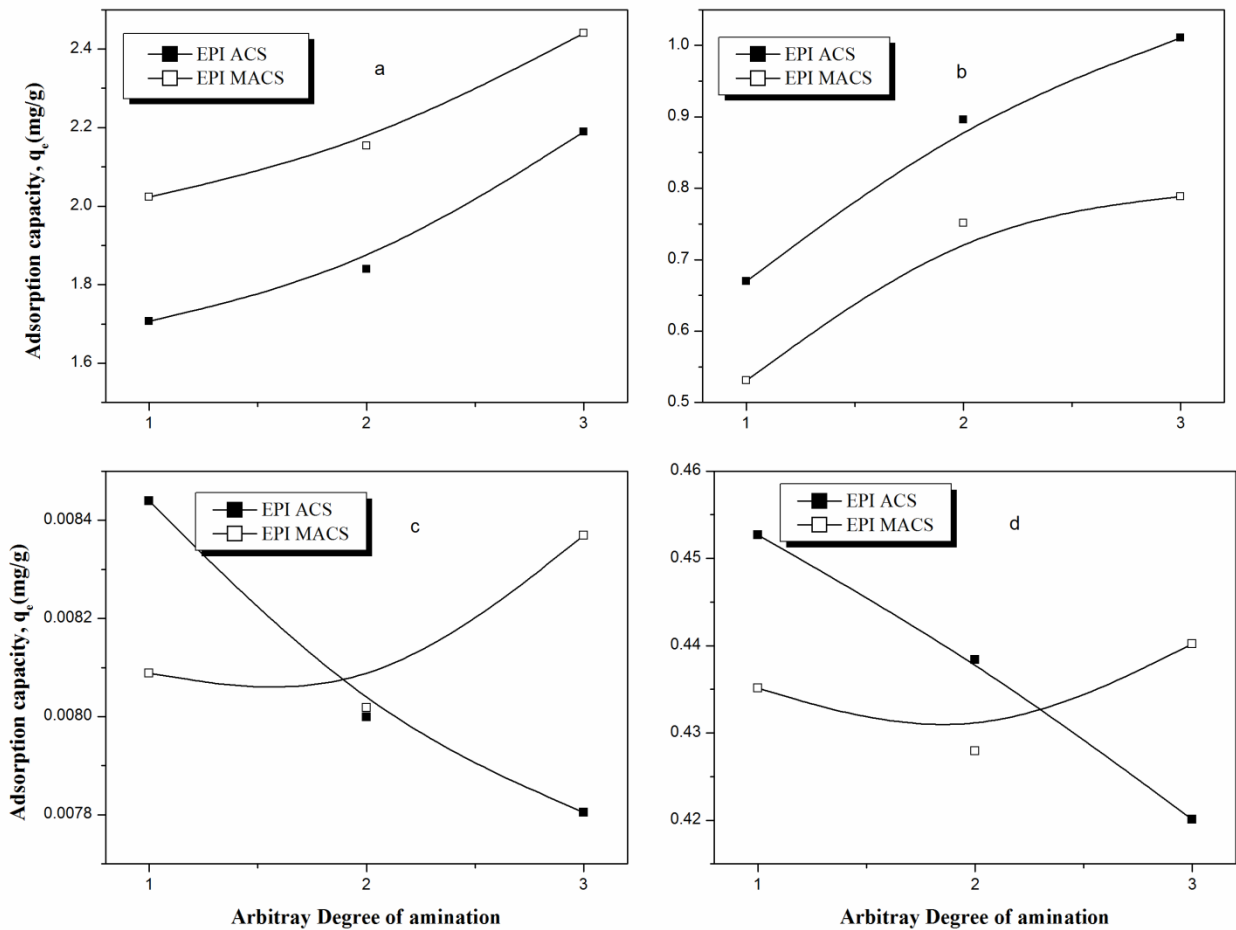 EPI ACS
EPI MACS
a
2.4
2.2
2.0
1.8
1.6
1 2 3
Adsorption capacity, qe(mg/g)
EPI ACS
EPI MACS
b
1.0
0.9
0.8
0.7
0.6
0.5
1 2 3
EPI ACS
EPI MACS
c
0.0084
0.0082
0.0080
0.0078
1 2 3
Adsorption capacity, qe(mg/g)
Arbitray Degree of amination
EPI ACS
EPI MACS
d
0.46
0.45
0.44
0.43
0.42
1 2 3
Arbitray Degree of amination